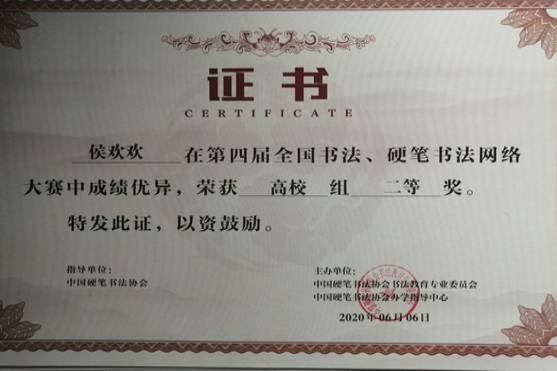 证书
CERTIFICATE
侯欢欢 在第四届全国书法、硬笔书法网络
大赛中成绩优异，荣获 高校 组 二等 奖。
特发此证，以资鼓励。
指导单位：
中国硬笔书法协会
主办单位：
中国硬笔书法协会书法教育专业委员会
中国硬笔书法协会办学指导中心
2020年06月06日